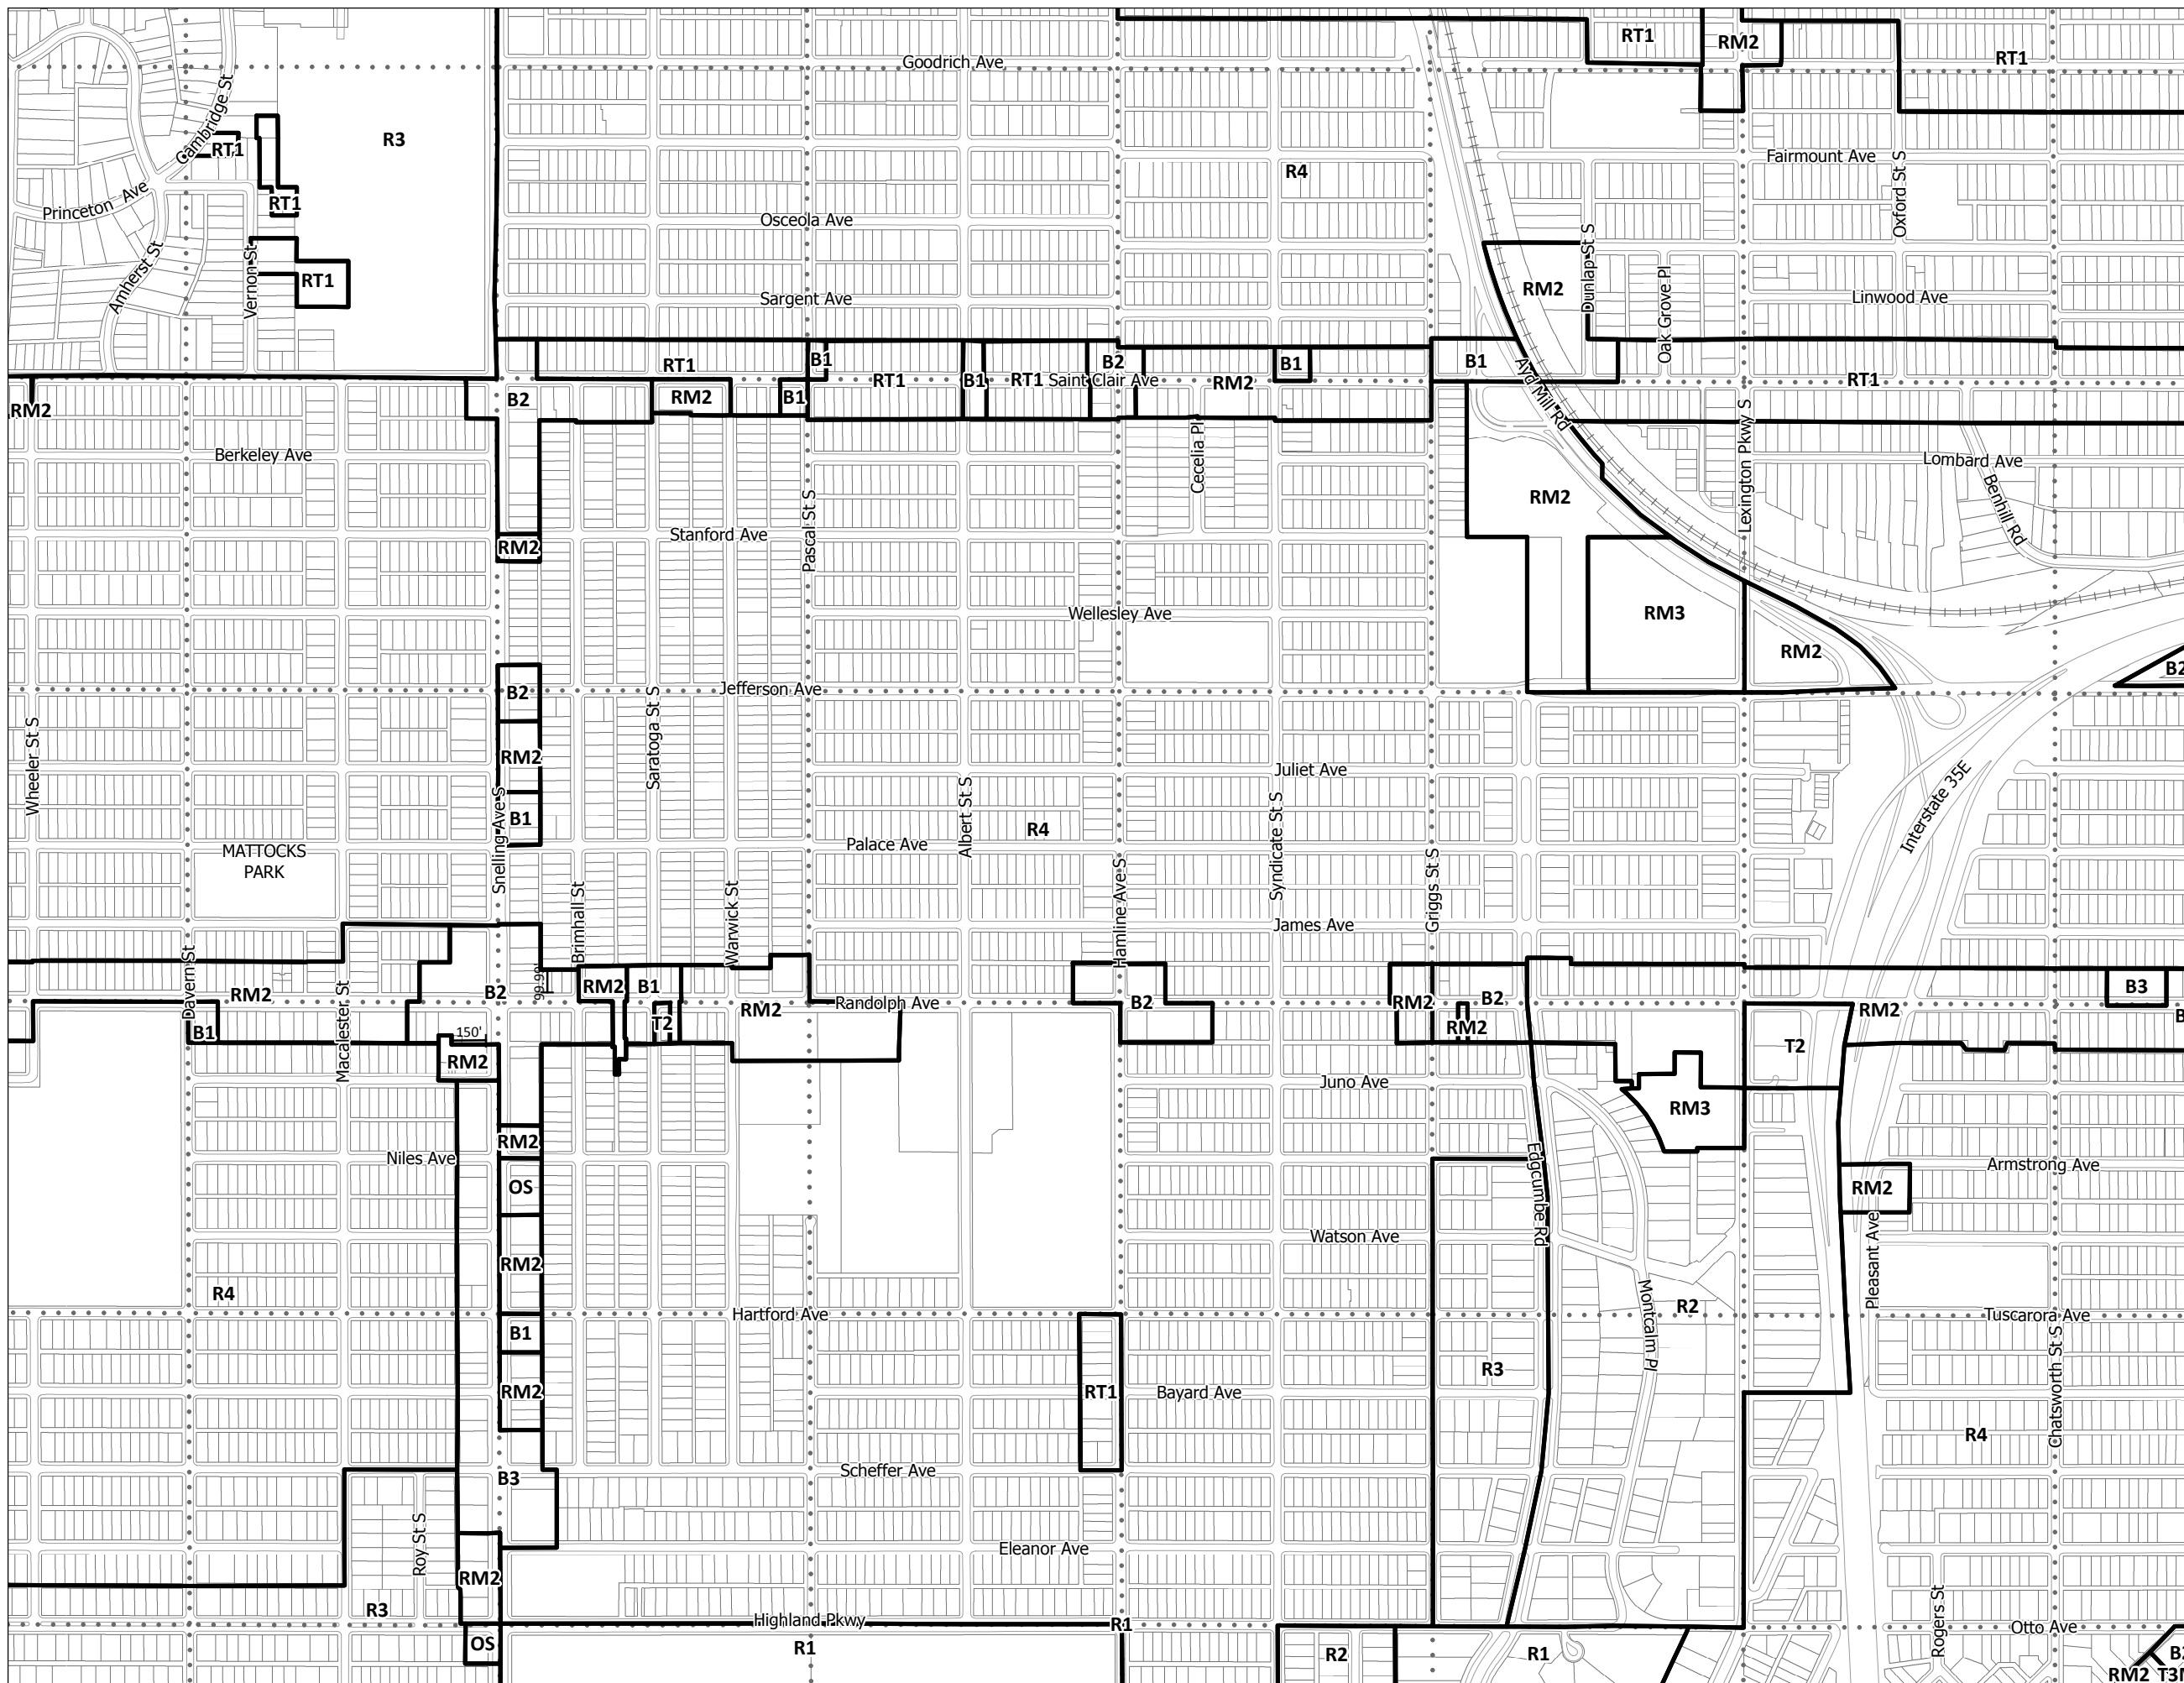 RT1
RM2
RT1
Goodrich Ave
Cambridge St
R3
RT1
R4
Fairmount Ave
Oxford St S
Princeton Ave
RT1
Osceola Ave
Amherst St
Vernon St
RT1
Sargent Ave
RM2
Dunlap St S
Oak Grove Pl
Linwood Ave
RT1
B1
RT1
B1
RT1
B2
Saint Clair Ave
RM2
B1
B1
Ayd Mill Rd
RT1
RM2
B2
RM2
B1
Berkeley Ave
Cecelia Pl
Lexington Pkwy S
Lombard Ave
Benhill Rd
Pascal St S
RM2
Stanford Ave
RM2
Wellesley Ave
RM3
RM2
B2
Jefferson Ave
B2
Wheeler St S
Saratoga St S
RM2
Juliet Ave
Interstate 35E
Snelling Ave S
B1
Albert St S
R4
Syndicate St S
Palace Ave
MATTOCKS
PARK
Hamline Ave S
Griggs St S
James Ave
Brimhall St
Warwick St
Davern St
Macalester St
RM2
B2
99.99'
RM2
B1
RM2
Randolph Ave
B2
RM2
B2
RM2
B3
B1
150'
T2
RM2
T2
RM2
Juno Ave
RM3
RM2
Niles Ave
Edgcumbe Rd
Armstrong Ave
OS
RM2
Watson Ave
Pleasant Ave
RM2
R4
Montcalm Pl
R2
Hartford Ave
Tuscarora Ave
B1
R3
Chatsworth St S
RM2
RT1
Bayard Ave
R4
Scheffer Ave
B3
Roy St S
Eleanor Ave
RM2
R3
Rogers St
Highland Pkwy
R1
Otto Ave
OS
R1
R2
R1
RM2